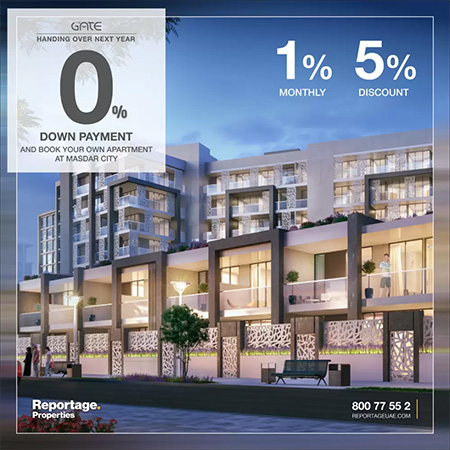 GATE
HANDING OVER NEXT YEAR
0%
DOWN PAYMENT
AND BOOK YOUR OWN APARTMENT
AT MASDAR CITY
1% 5%
MONTHLY DISCOUNT
Reportage.
Properties
800 77 55 2
REPORTAGEUAE.COM